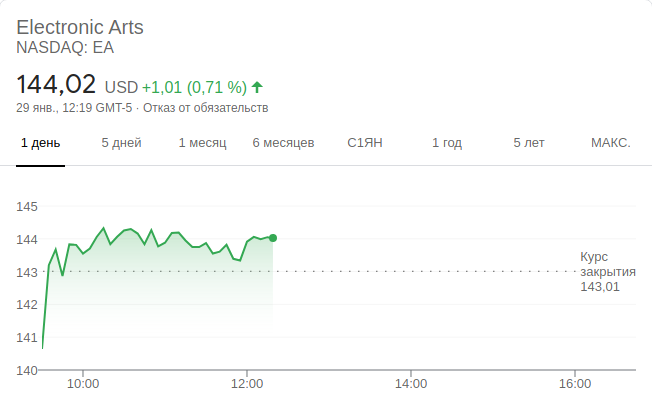 Electronic Arts
NASDAQ: EA
144,02 USD +1,01 (0,71 %)
29 янв., 12:19 GMT-5 · Отказ от обязательств
1 день 5 дней 1 месяц 6 месяцев С1ЯН 1 год 5 лет МАКС.
145
144
143
142
141
140
Курс
закрытия
143,01
10:00 12:00 14:00 16:00